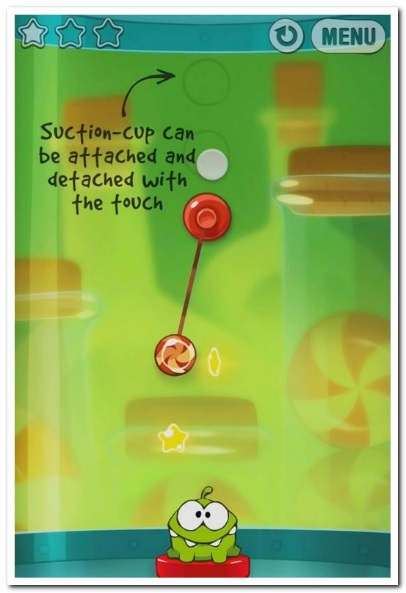 MENU
Suction-cup can
be attached and
detached with
the touch